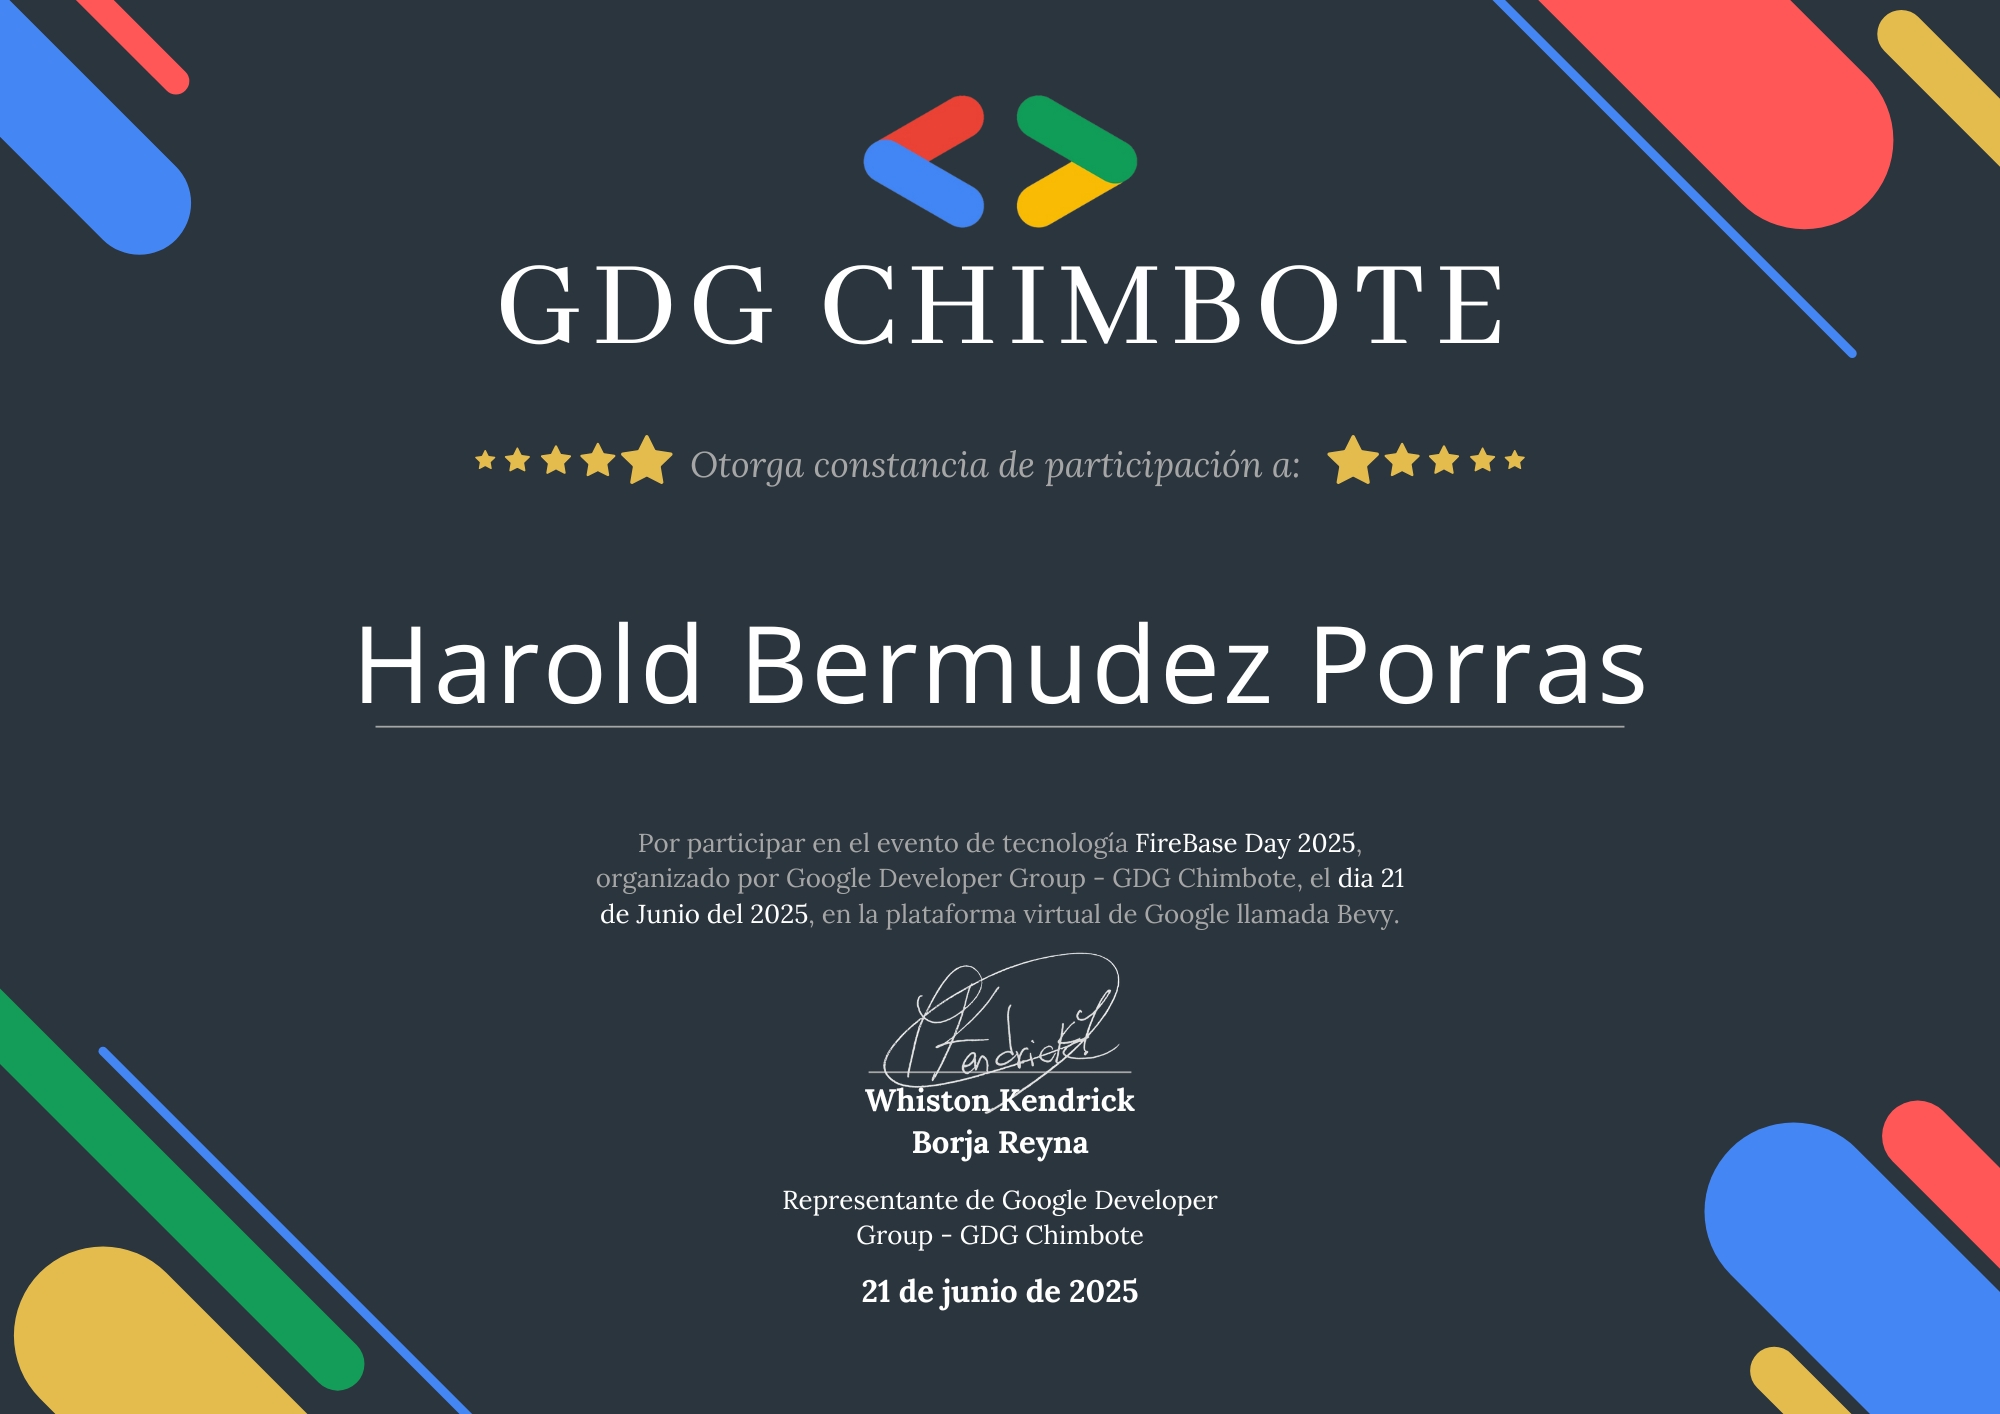 GDG CHIMBOTE
Otorga constancia de participación a:
Harold Bermudez Porras
Por participar en el evento de tecnología FireBase Day 2025,
organizado por Google Developer Group - GDG Chimbote, el dia 21
de Junio del 2025, en la plataforma virtual de Google llamada Bevy.
Kendrick
Whiston Kendrick
Borja Reyna
Representante de Google Developer
Group - GDG Chimbote
21 de junio de 2025